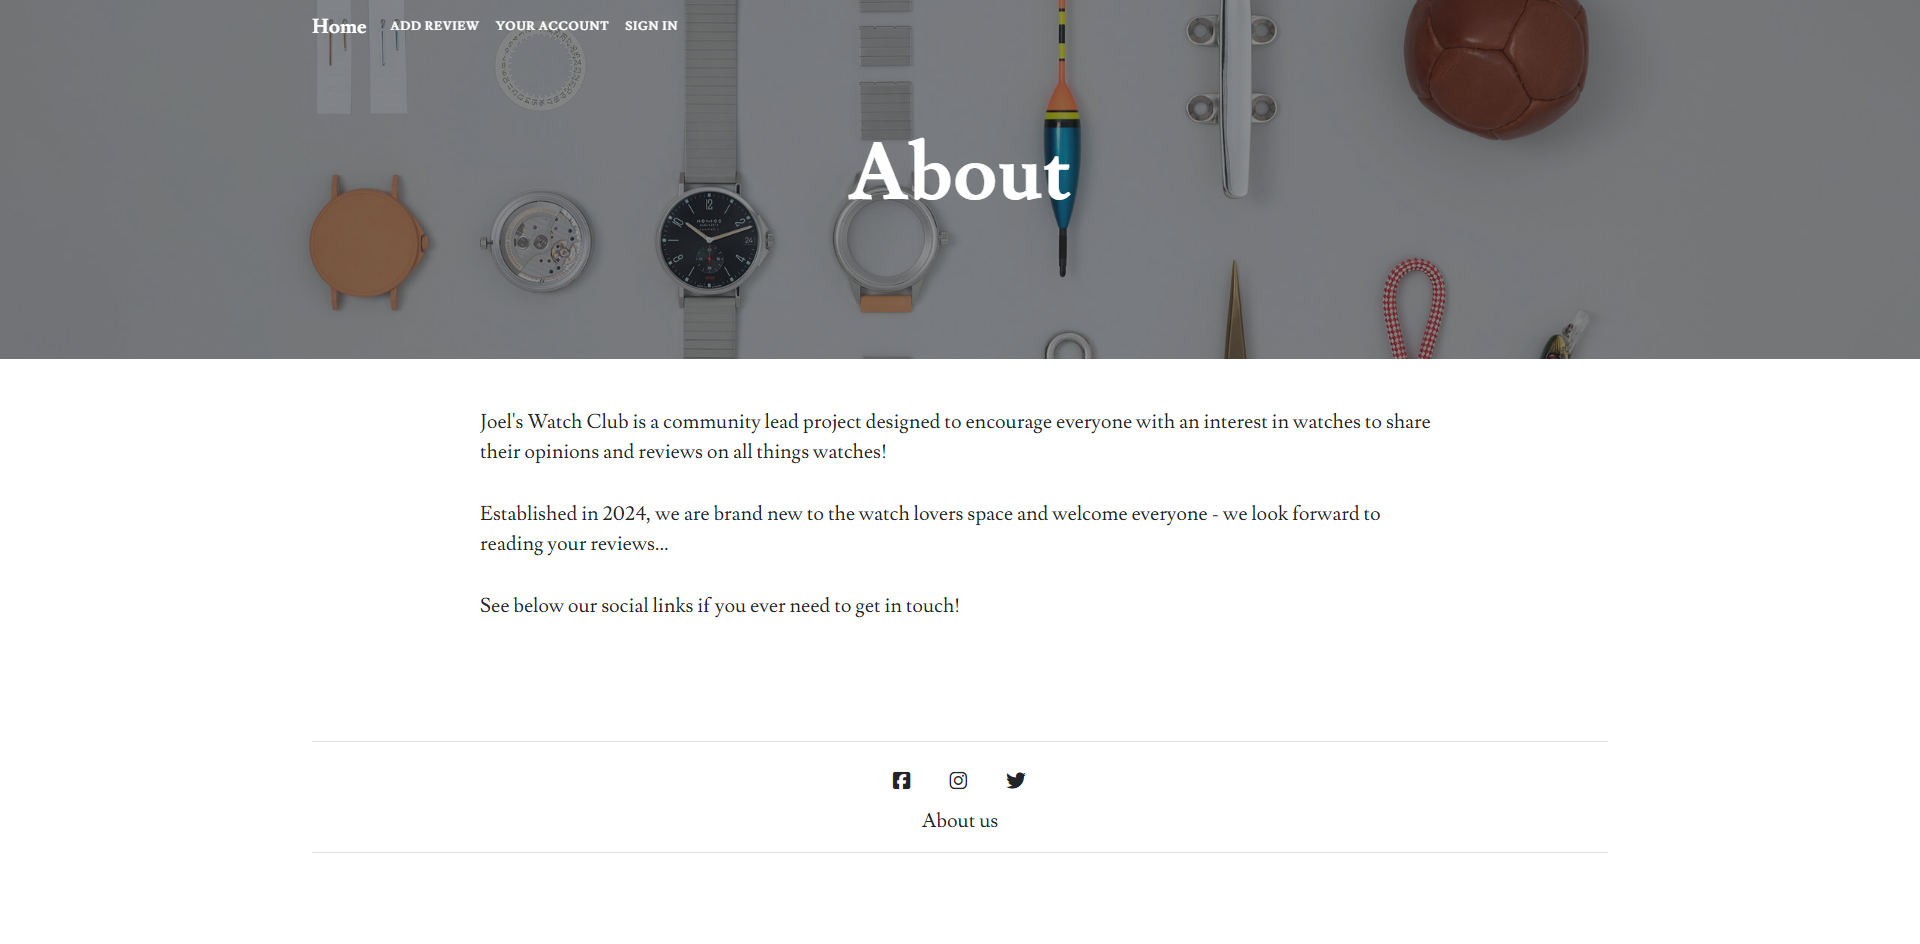 Home ADD REVIEW YOUR ACCOUNT SIGN IN
About
NOMOS
Joel's Watch Club is a community lead project designed to encourage everyone with an interest in watches to share
their opinions and reviews on all things watches!
Established in 2024, we are brand new to the watch lovers space and welcome everyone - we look forward to
reading your reviews...
See below our social links if you ever need to get in touch!
About us